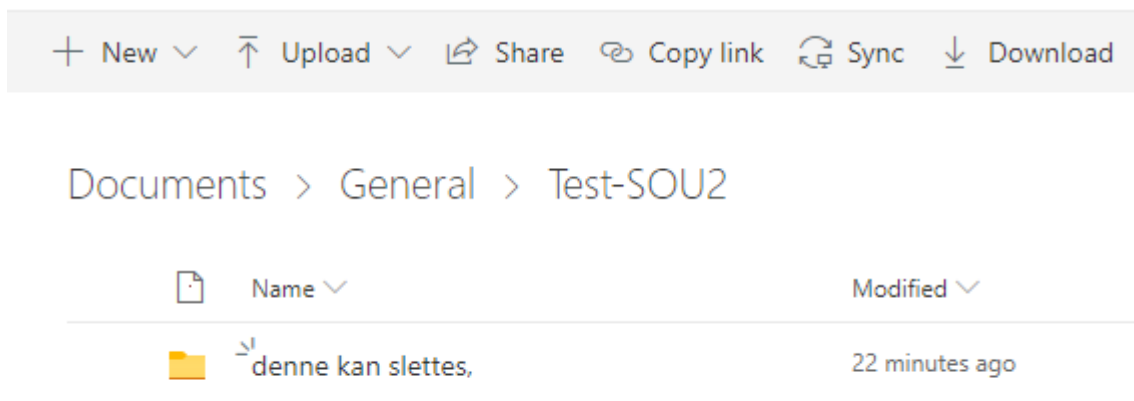 New Upload Share Copy link Sync Download
Documents > General > Test-SOU2
Name Modified
denne kan slettes, 22 minutes ago